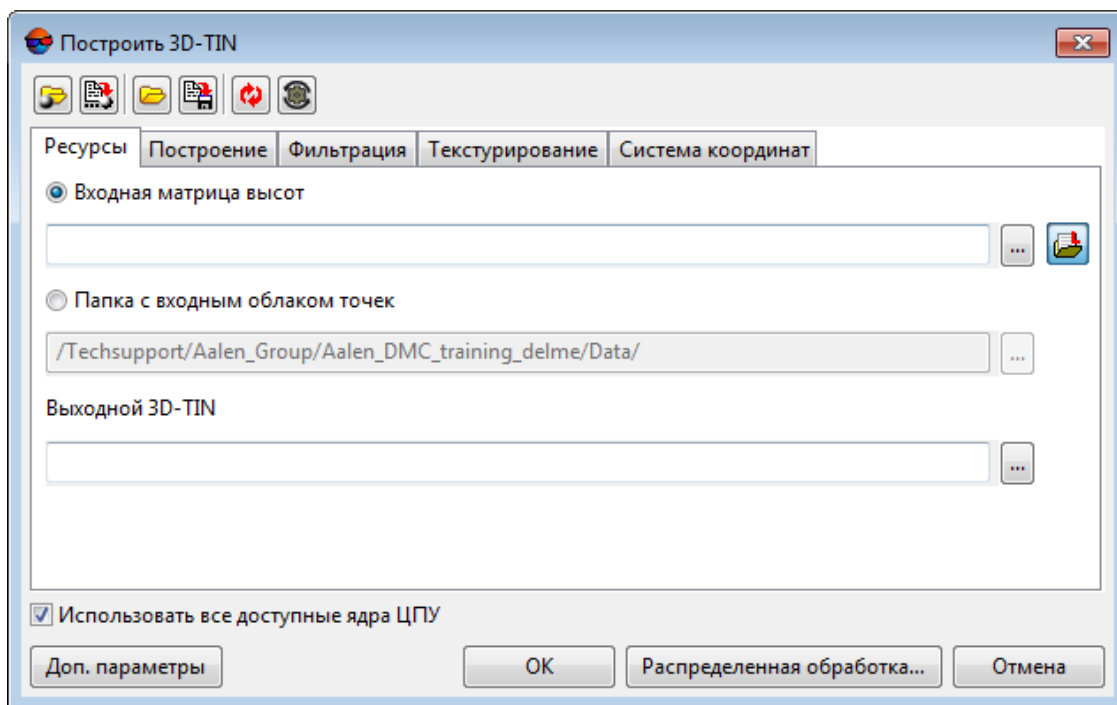 Построить 3D-TIN
Ресурсы Построение Фильтрация Текстурирование Система координат
Входная матрица высот
...
Папка с входным облаком точек
/Techsupport/Aalen_Group/Aalen_DMC_training_delme/Data/ ...
Выходной 3D-TIN
...
Использовать все доступные ядра ЦПУ
Доп. параметры ОК Распределенная обработка... Отмена